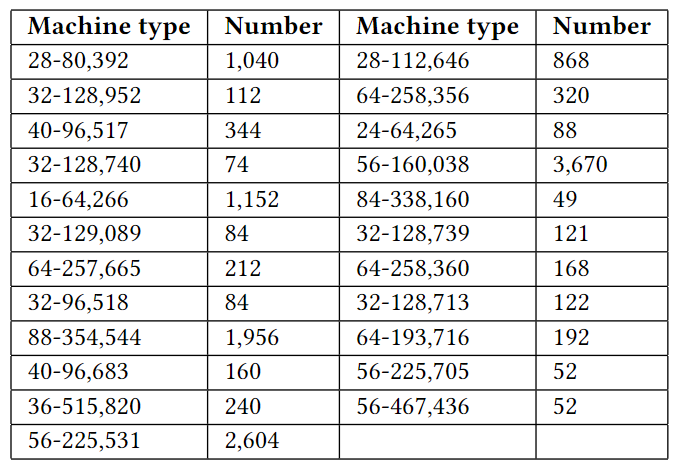 Machine type Number Machine type Number
28-80,392 1,040 28-112,646 868
32-128,952 112 64-258,356 320
40-96,517 344 24-64,265 88
32-128,740 74 56-160,038 3,670
16-64,266 1,152 84-338,160 49
32-129,089 84 32-128,739 121
64-257,665 212 64-258,360 168
32-96,518 84 32-128,713 122
88-354,544 1,956 64-193,716 192
40-96,683 160 56-225,705 52
36-515,820 240 56-467,436 52
56-225,531 2,604